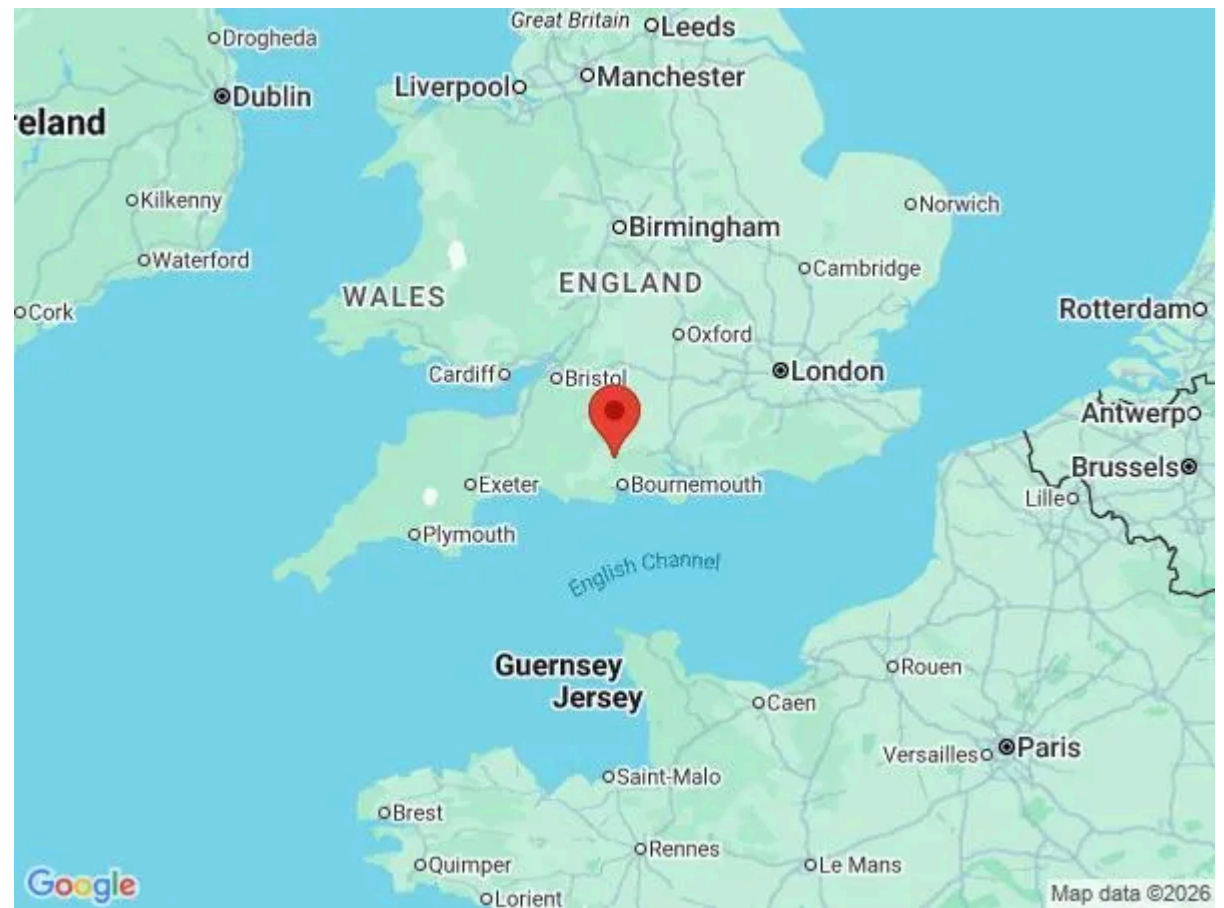 Great Britain
Leeds
Drogheda
Manchester
Liverpool
Dublin
reland
Kilkenny
Norwich
Birmingham
Waterford
Cambridge
ENGLAND
WALES
Cork
Rotterdam
Oxford
Cardiff
Bristol
London
Antwerp
Brussels
Exeter
Bournemouth
Lille
Plymouth
English Channel
Guernsey
Rouen
Jersey
Caen
Versailles
Paris
Saint-Malo
Brest
Rennes
Quimper
Le Mans
Google
Lorient
Map data ©2026